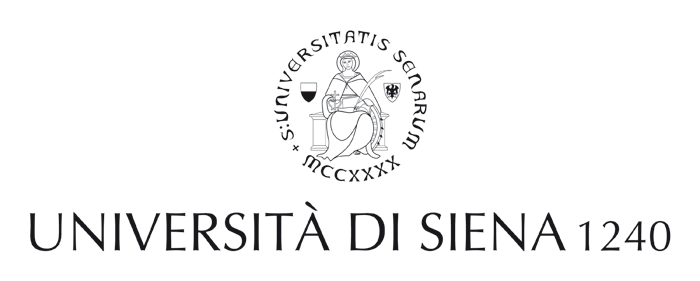 + S:UNIVERSITATIS SENARUM
MCCXXXX
UNIVERSITÀ DI SIENA 1240